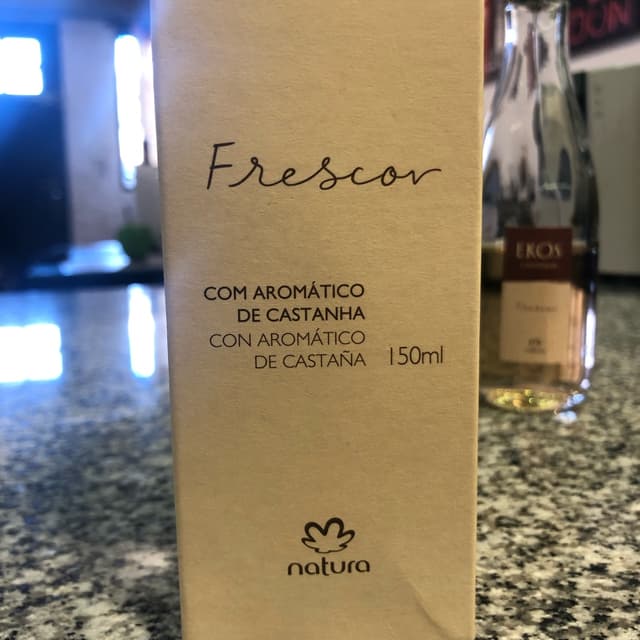 Frescor
COM AROMÁTICO
DE CASTANHA
CON AROMÁTICO
DE CASTAÑA
150ml
natura
EKOS